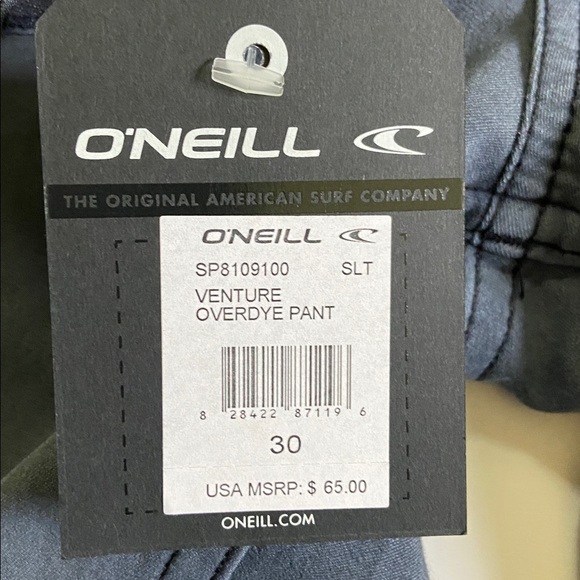 O'NEILL
THE ORIGINAL AMERICAN SURF COMPANY
O'NEILL
SP8109100 SLT
VENTURE
OVERDYE PANT
8 28422 87119 6
30
USA MSRP: $ 65.00
ONEILL.COM